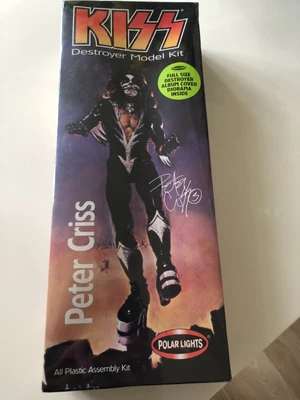 KISS
Destroyer Model Kit
FULL SIZE
DESTROYER
ALBUM COVER
DIORAMA
INSIDE
Peter Criss
POLAR LIGHTS
All Plastic Assembly Kit